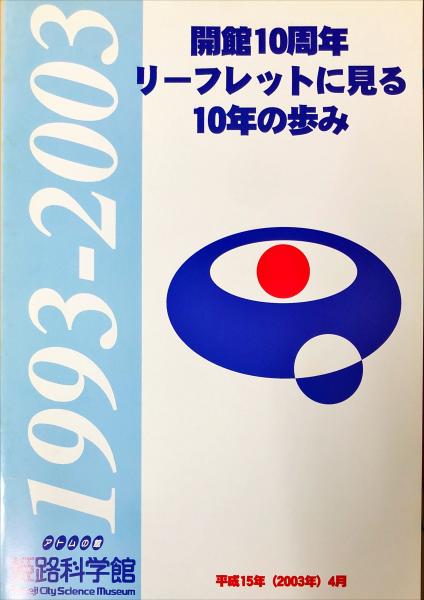 開館10周年
リーフレットに見る
10年の歩み
1993-2003
アトムの館
姫路科学館
Himeji City Science Museum
平成15年（2003年）4月